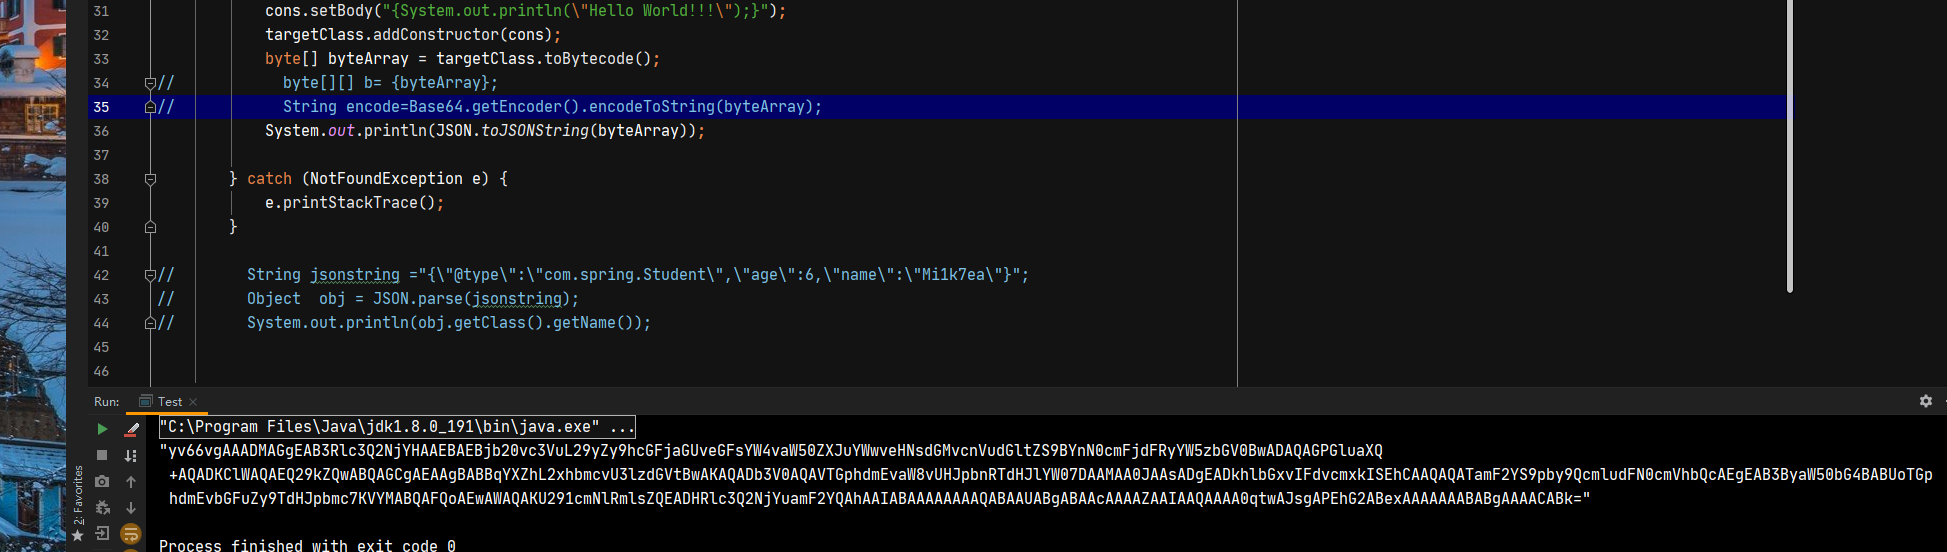 31 cons.setBody("{System.out.println(\"Hello World!!!\");}");
32 targetClass.addConstructor(cons);
33 byte[] byteArray = targetClass.toBytecode();
34 // byte[][] b= {byteArray};
35 // String encode=Base64.getEncoder().encodeToString(byteArray);
36 System.out.println(JSON.toJSONString(byteArray));
37
38 } catch (NotFoundException e) {
39 e.printStackTrace();
40 }
41
42 // String jsonstring ="{\"@type\":\"com.spring.Student\",\"age\":6,\"name\":\"Mi1k7ea\"}";
43 // Object obj = JSON.parse(jsonstring);
44 // System.out.println(obj.getClass().getName());
45
46
Run: Test
"C:\Program Files\Java\jdk1.8.0_191\bin\java.exe" ...
"yv66vgAAADMAGgEAB3Rlc3Q2NjYHAAEBAEBjb20vc3VuL29yZy9hcGFjaGUveGFsYW4vaW50ZXJuYWwveHNsdGMvcnVudGltZS9BYnN0cmFjdFRyYW5zbGV0BwADAQAGPGluaXQ
+AQADKClWAQAEQ29kZQwABQAGCgAEAAgBABBqYXZhL2xhbmcvU3lzdGVtBwAKAQADb3V0AQAVTGphdmEvaW8vUHJpbnRTdHJlYW07DAAMAA0JAAsADgEADkhlbGxvIFdvcmxkISEhCAAQAQATamF2YS9pby9QcmludFN0cmVhbQcAEgEAB3ByaW50bG4BABUoTGp
hdmEvbGFuZy9TdHJpbmc7KVYMABQAFQoAEwAWAQAKU291cmNlRmlsZQEADHRlc3Q2NjYuamF2YQAhAAIABAAAAAAAAQABAAUABgABAAcAAAAZAAIAAQAAAA0qtwAJsgAPEhG2ABexAAAAAAABABgAAAACABk="
Process finished with exit code 0
2: Favorites